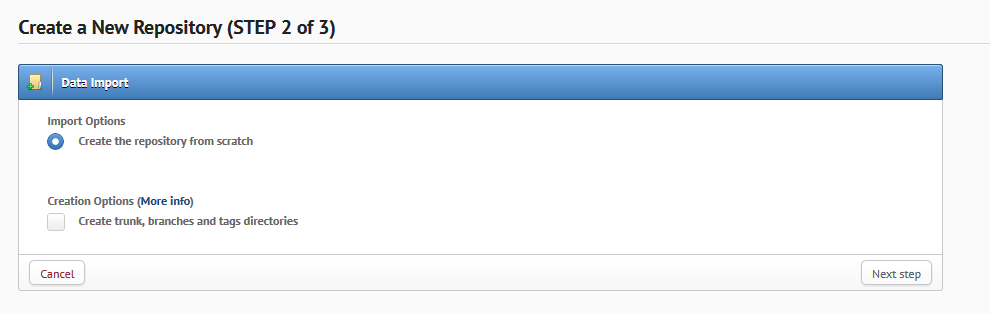 Create a New Repository (STEP 2 of 3)
Data Import
Import Options
Create the repository from scratch
Creation Options (More info)
Create trunk, branches and tags directories
Cancel
Next step